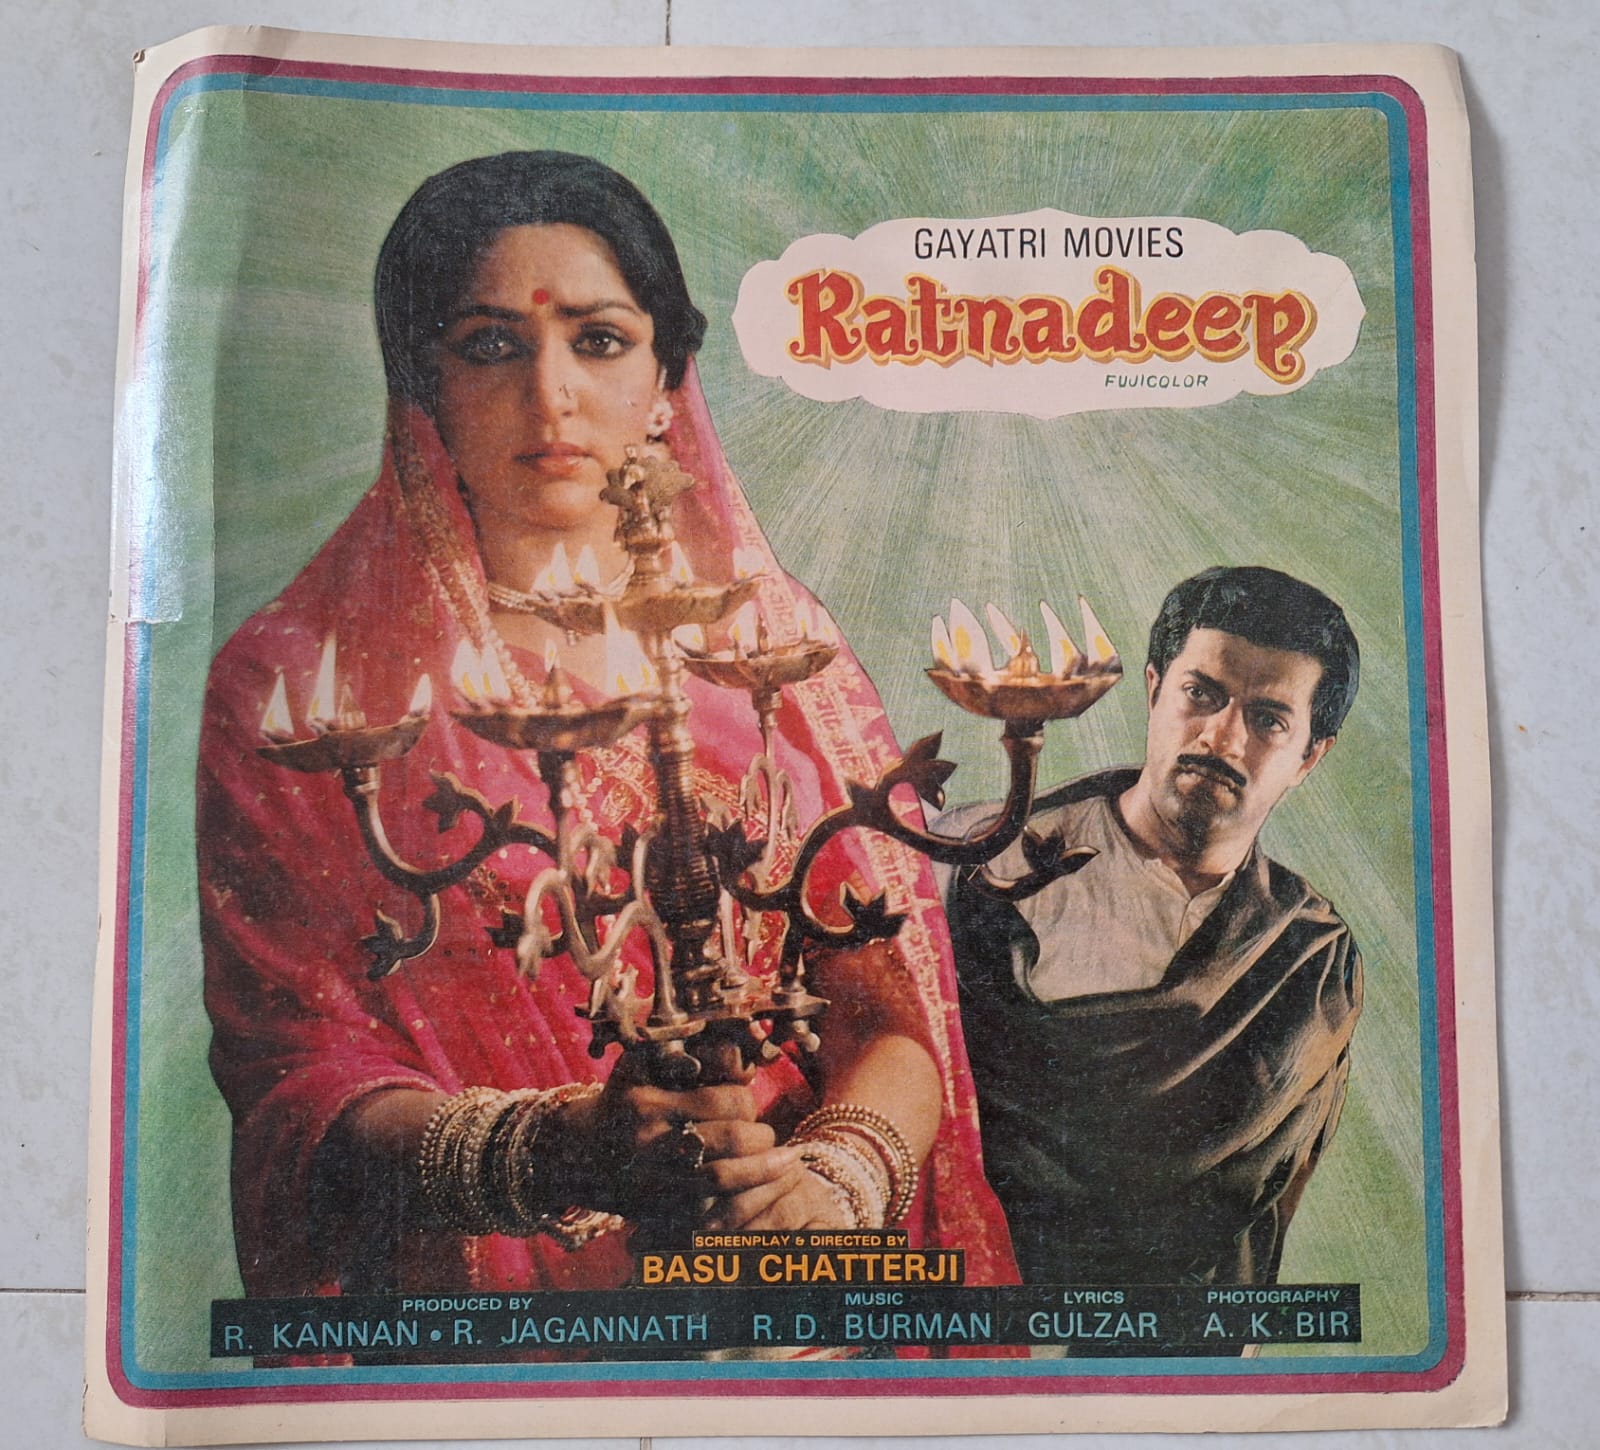 GAYATRI MOVIES
Ratnadeep
FUJICOLOR
SCREENPLAY & DIRECTED BY
BASU CHATTERJI
PRODUCED BY
R. KANNAN • R. JAGANNATH
MUSIC
R. D. BURMAN
LYRICS
GULZAR
PHOTOGRAPHY
A. K. BIR